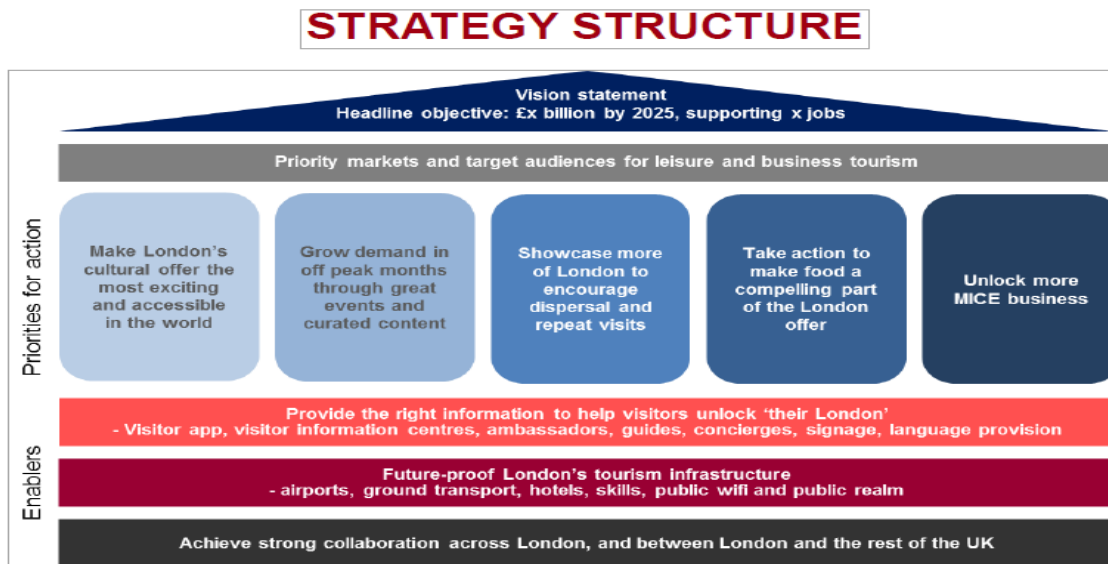 STRATEGY STRUCTURE
Vision statement
Headline objective: £x billion by 2025, supporting x jobs
Priority markets and target audiences for leisure and business tourism
Priorities for action
Make London’s
cultural offer the
most exciting
and accessible
in the world
Grow demand in
off peak months
through great
events and
curated content
Showcase more
of London to
encourage
dispersal and
repeat visits
Take action to
make food a
compelling part
of the London
offer
Unlock more
MICE business
Enablers
Provide the right information to help visitors unlock ‘their London’
- Visitor app, visitor information centres, ambassadors, guides, concierges, signage, language provision
Future-proof London’s tourism infrastructure
- airports, ground transport, hotels, skills, public wifi and public realm
Achieve strong collaboration across London, and between London and the rest of the UK